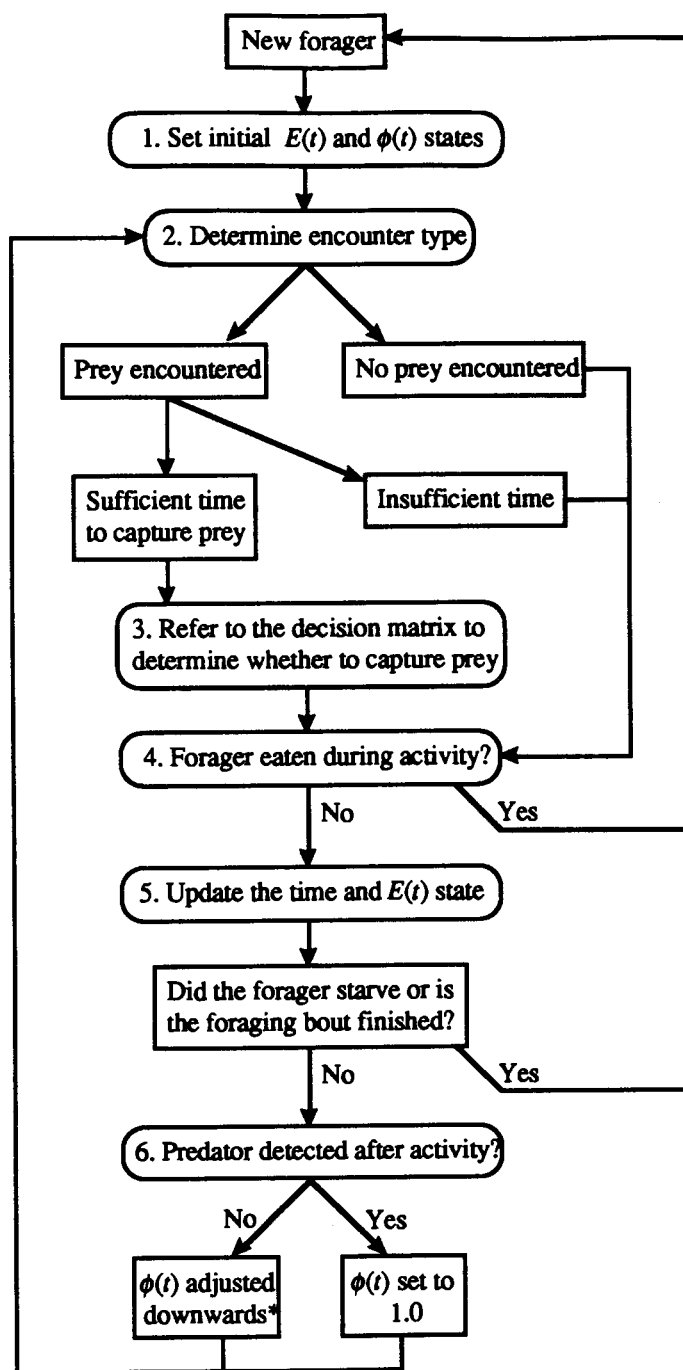 New forager
1. Set initial E(t) and ϕ(t) states
2. Determine encounter type
Prey encountered
No prey encountered
Sufficient time
to capture prey
Insufficient time
3. Refer to the decision matrix to
determine whether to capture prey
4. Forager eaten during activity?
No
Yes
5. Update the time and E(t) state
Did the forager starve or is
the foraging bout finished?
No
Yes
6. Predator detected after activity?
No
Yes
ϕ(t) adjusted
downwards*
ϕ(t) set to
1.0